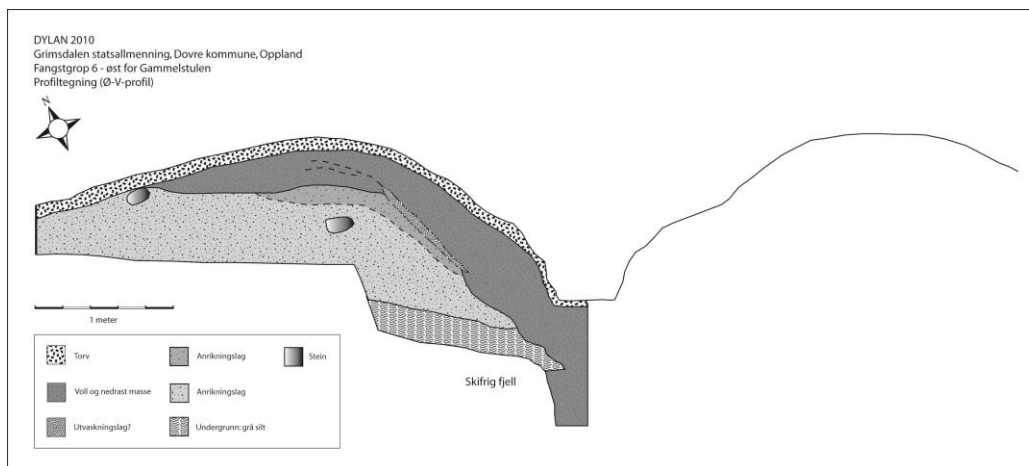 DYLAN 2010
Grimsdalen statsallmenning, Dovre kommune, Oppland
Fangstgrop 6 - øst for Gammelstulen
Profiltegning (Ø-V-profil)
N
1 meter
Skifrig fjell
Torv
Anrikningslag
Stein
Voll og nedrast masse
Anrikningslag
Utvaskningslag?
Undergrunn: grå silt